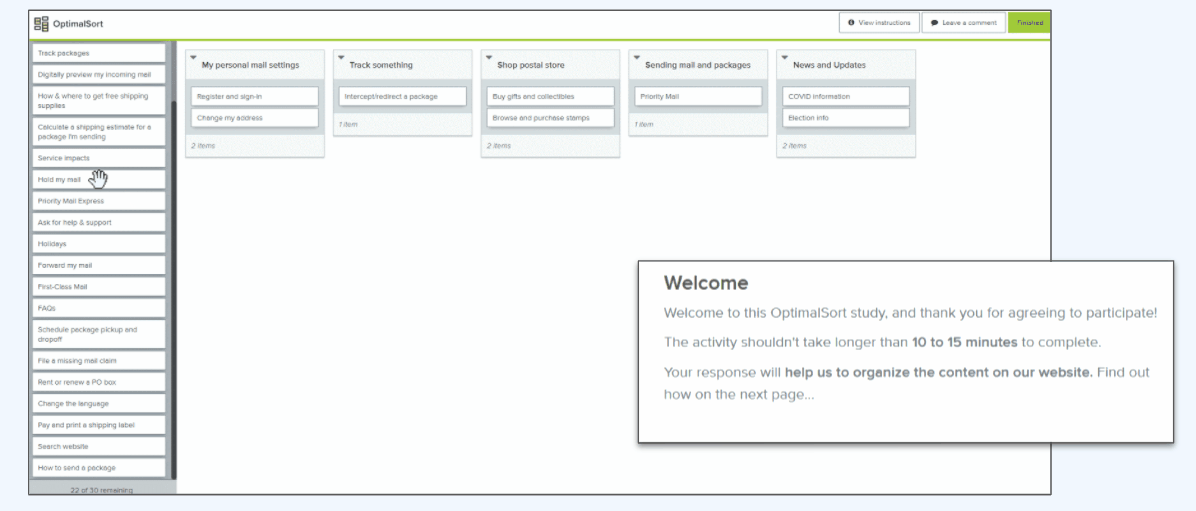 OptimalSort
View instructions
Leave a comment
Finished
Track packages
Digitally preview my incoming mail
How & where to get free shipping
supplies
Calculate a shipping estimate for a
package I'm sending
Service impacts
Hold my mail
Priority Mail Express
Ask for help & support
Holidays
Forward my mail
First-Class Mail
FAQs
Schedule package pickup and
dropoff
File a missing mail claim
Rent or renew a PO box
Change the language
Pay and print a shipping label
Search website
How to send a package
22 of 30 remaining
My personal mail settings
Register and sign-in
Change my address
2 items
Track something
Intercept/redirect a package
1 item
Shop postal store
Buy gifts and collectibles
Browse and purchase stamps
2 items
Sending mail and packages
Priority Mail
1 item
News and Updates
COVID information
Election info
2 items
Welcome
Welcome to this OptimalSort study, and thank you for agreeing to participate!
The activity shouldn't take longer than 10 to 15 minutes to complete.
Your response will help us to organize the content on our website. Find out
how on the next page...